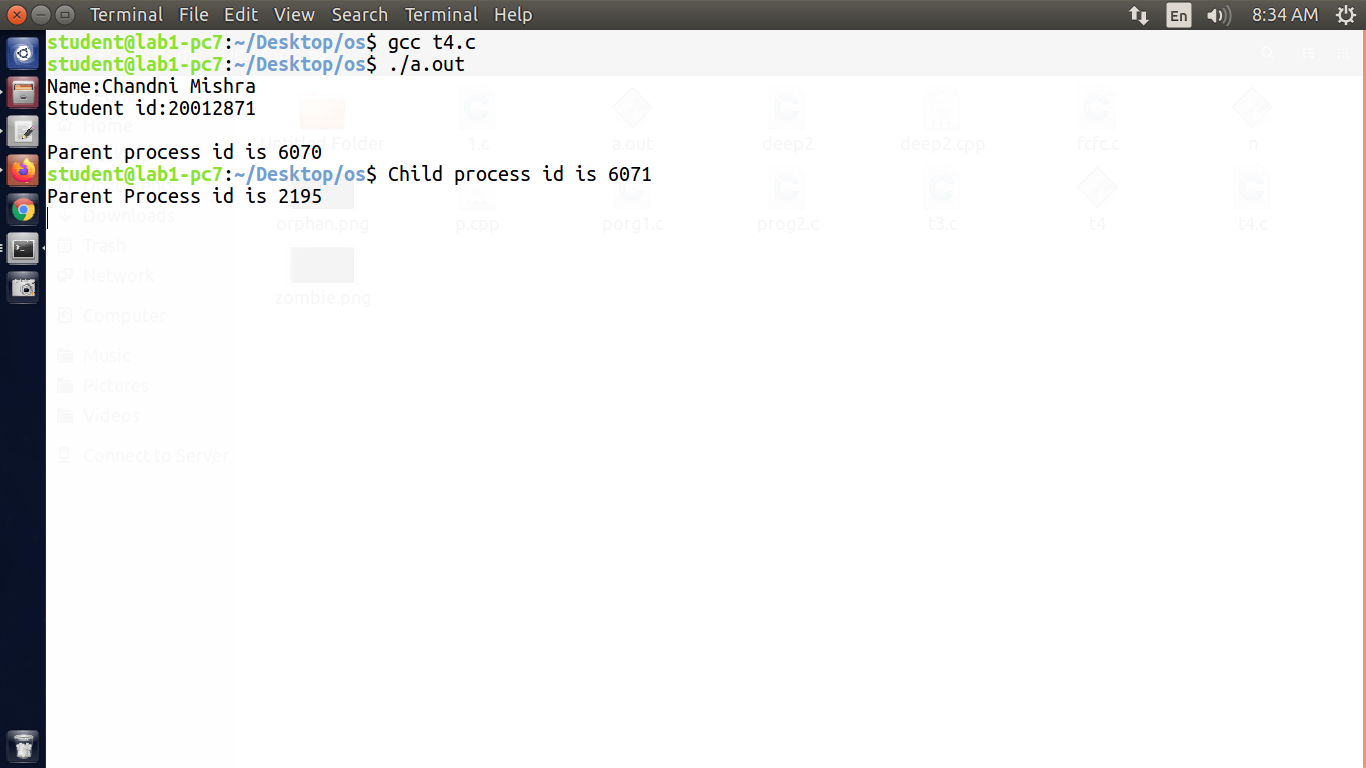 Terminal File Edit View Search Terminal Help En 8:34 AM
student@lab1-pc7:~/Desktop/os$ gcc t4.c
student@lab1-pc7:~/Desktop/os$ ./a.out
Name:Chandni Mishra
Student id:20012871
Parent process id is 6070
student@lab1-pc7:~/Desktop/os$ Child process id is 6071
Parent Process id is 2195
Home
Folder 1.c a.out deep2 deep2.cpp fcfc.c n
Downloads
orphan.png p.cpp porg1.c prog2.c t3.c t4 t4.c
Trash
Network
zombie.png
Computer
Music
Pictures
Videos
Connect to Server